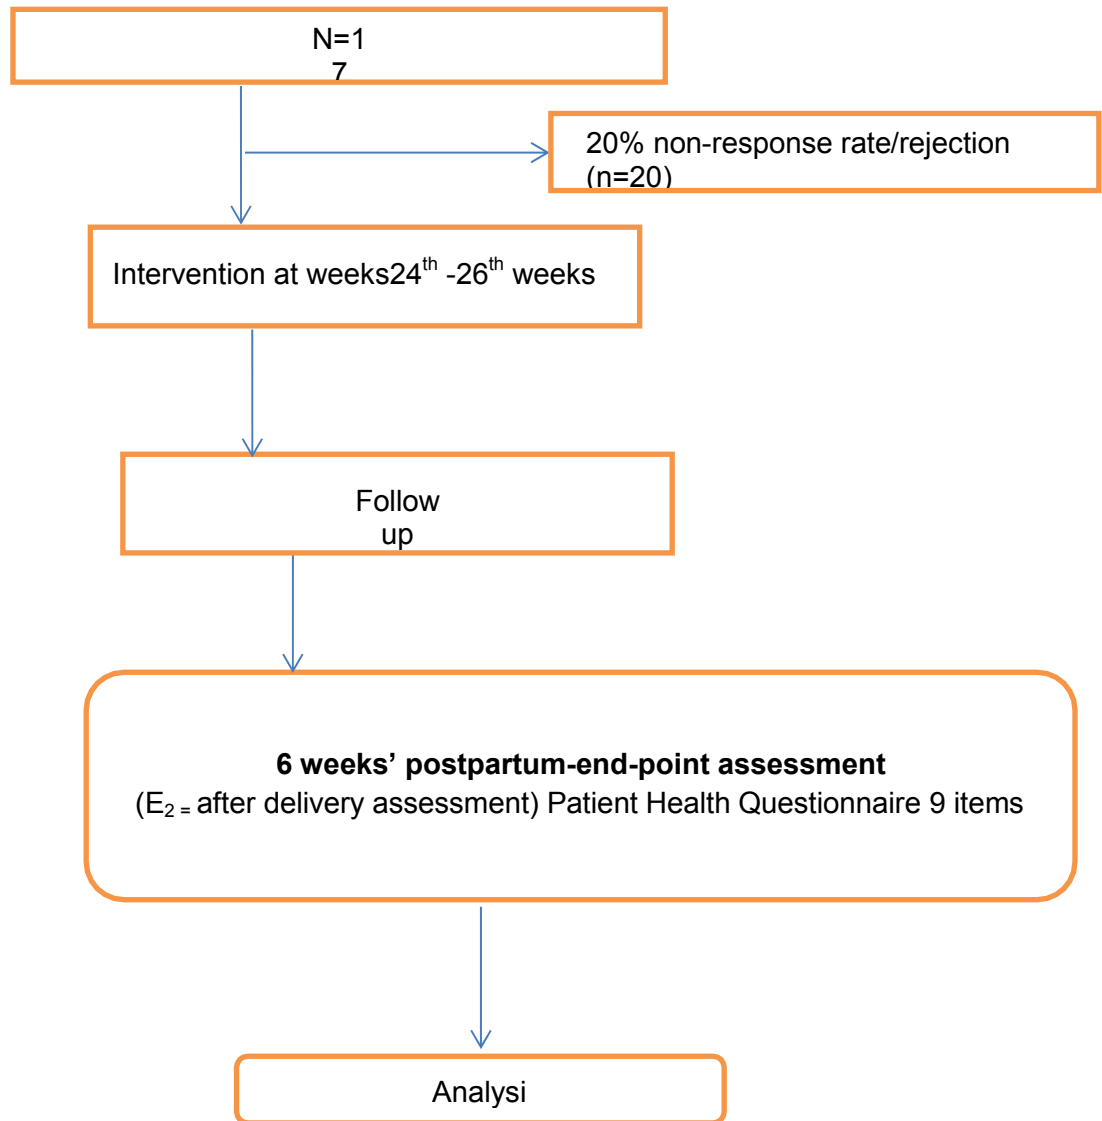 N=1
7
20% non-response rate/rejection
(n=20)
Intervention at weeks24th -26th weeks
Follow
up
6 weeks’ postpartum-end-point assessment
(E2 = after delivery assessment) Patient Health Questionnaire 9 items
Analysi